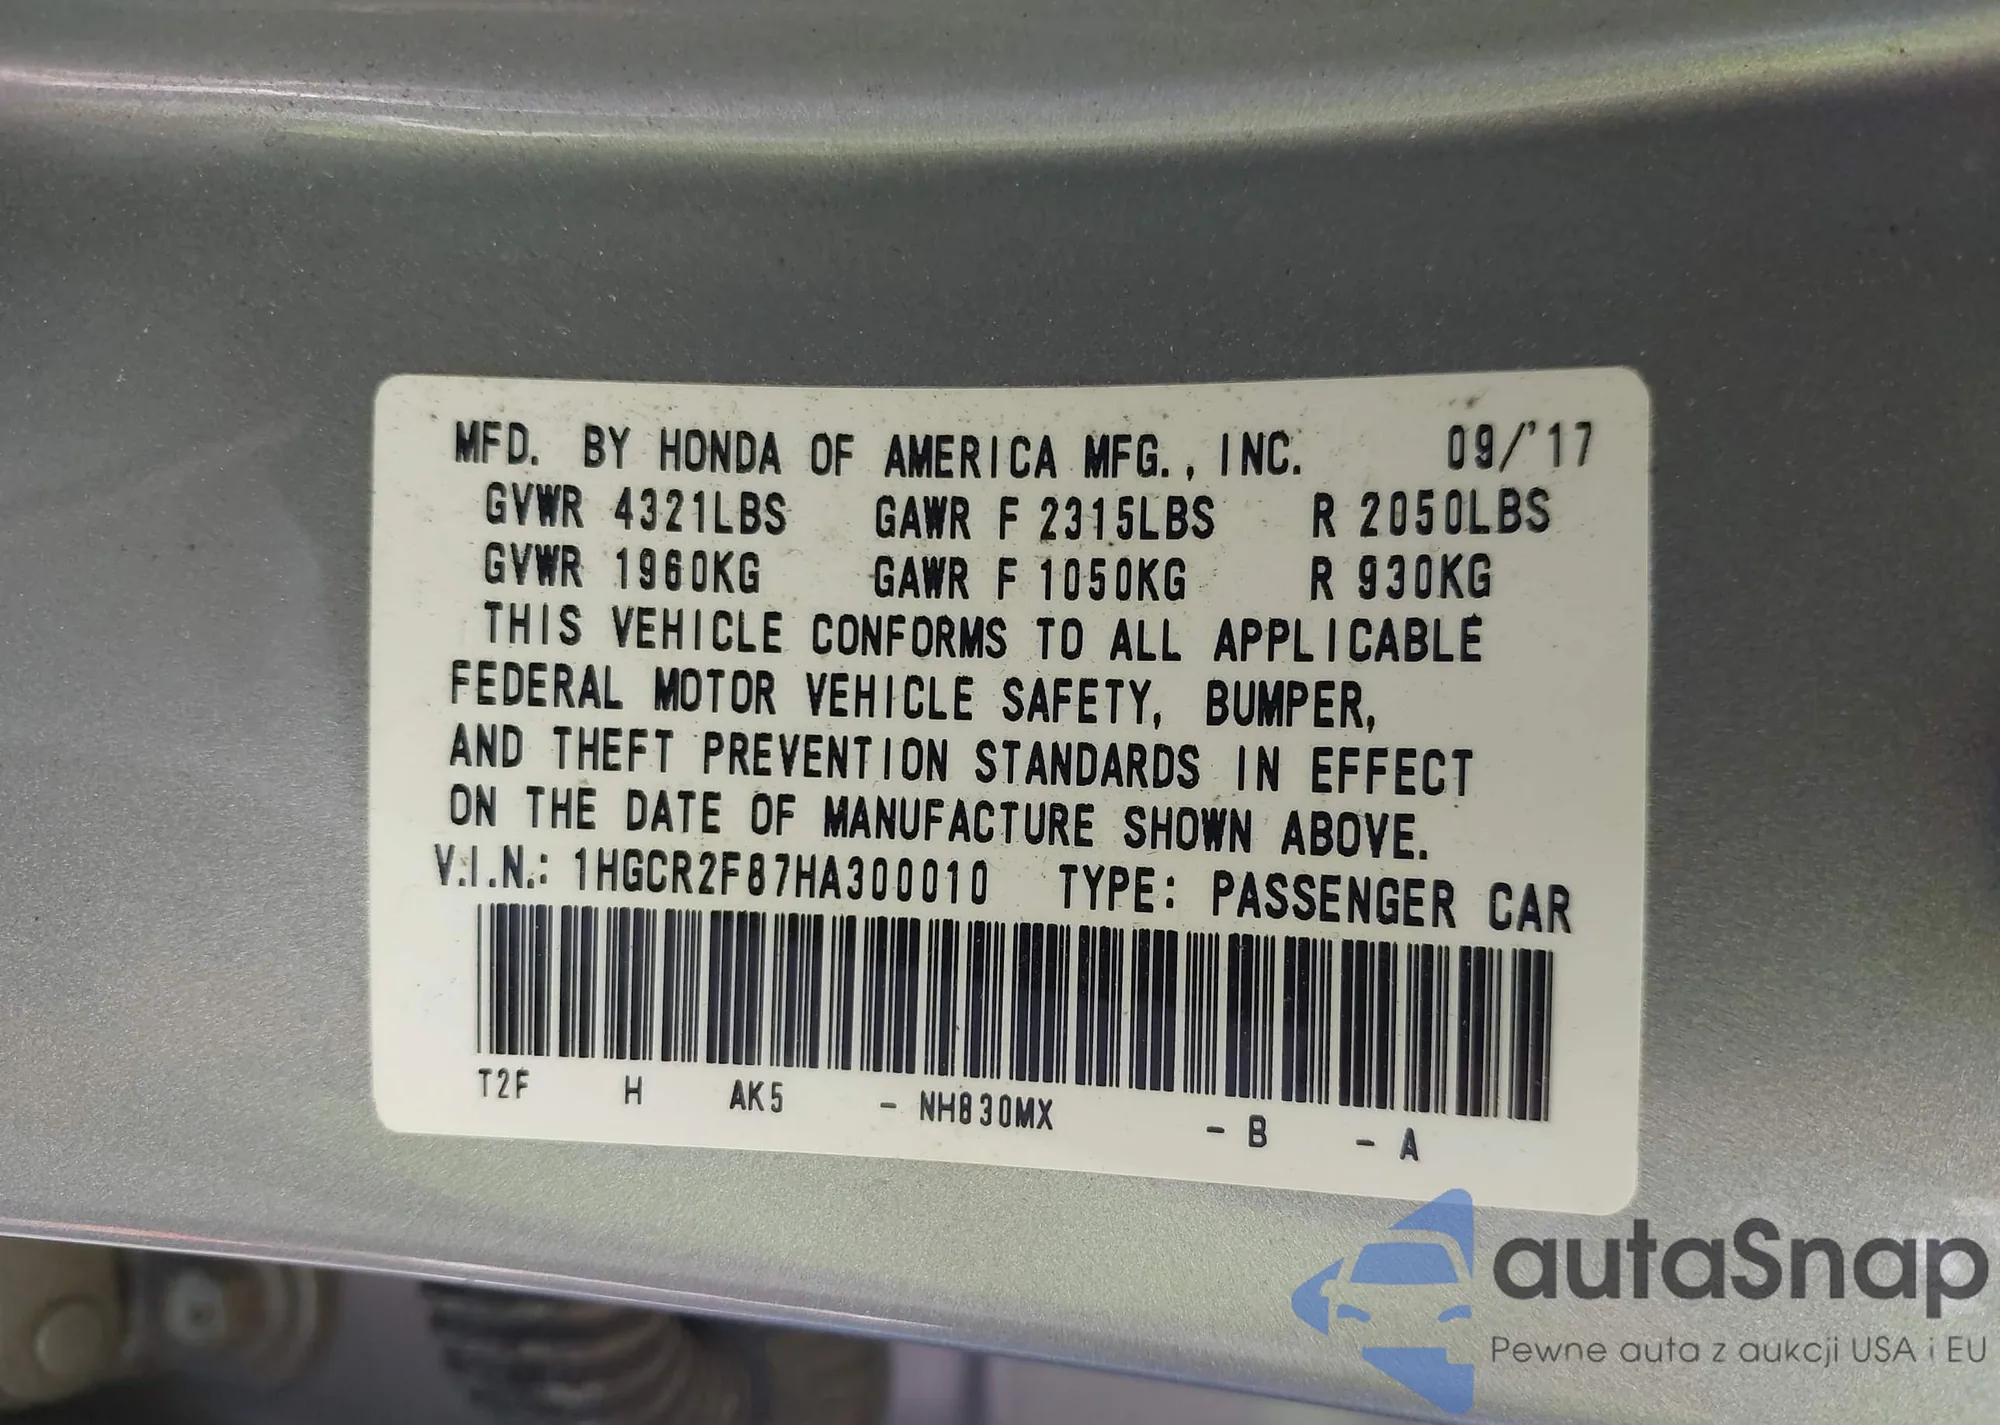 MFD. BY HONDA OF AMERICA MFG., INC. 09/'17
GVWR 4321LBS GAWR F 2315LBS R 2050LBS
GVWR 1960KG GAWR F 1050KG R 930KG
THIS VEHICLE CONFORMS TO ALL APPLICABLE
FEDERAL MOTOR VEHICLE SAFETY, BUMPER,
AND THEFT PREVENTION STANDARDS IN EFFECT
ON THE DATE OF MANUFACTURE SHOWN ABOVE.
V.I.N.: 1HGCR2F87HA300010 TYPE: PASSENGER CAR
T2F H AK5 - NH830MX - B - A
autaSnap
Pewne auta z aukcji USA i EU